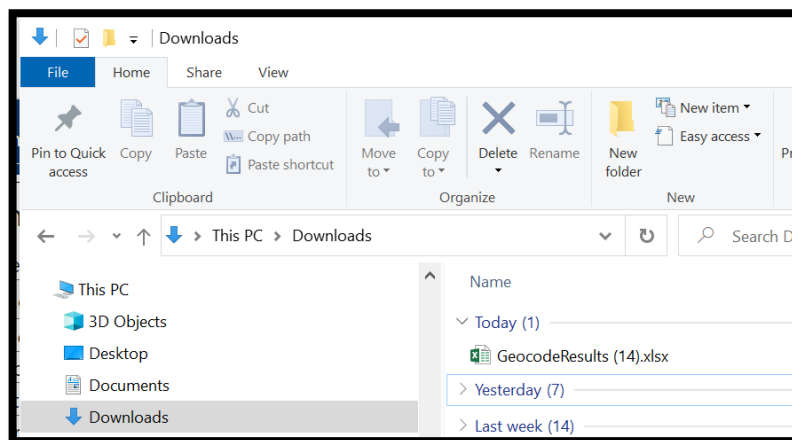 Downloads
File Home Share View
Pin to Quick access
Copy
Paste
Cut
Copy path
Paste shortcut
Clipboard
Move to
Copy to
Delete
Rename
Organize
New folder
New item
Easy access
New
This PC > Downloads
Search D
This PC
3D Objects
Desktop
Documents
Downloads
Name
Today (1)
GeocodeResults (14).xlsx
Yesterday (7)
Last week (14)